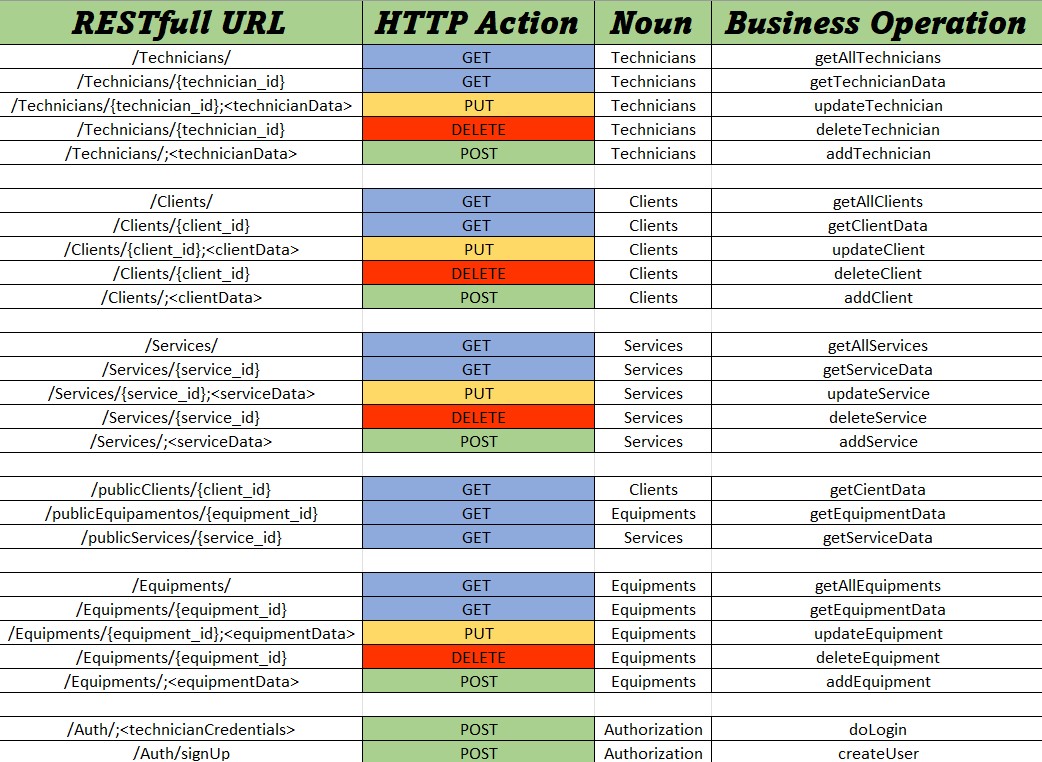 RESTfull URL HTTP Action Noun Business Operation
/Technicians/ GET Technicians getAllTechnicians
/Technicians/{technician_id} GET Technicians getTechnicianData
/Technicians/{technician_id};<technicianData> PUT Technicians updateTechnician
/Technicians/{technician_id} DELETE Technicians deleteTechnician
/Technicians/;<technicianData> POST Technicians addTechnician
/Clients/ GET Clients getAllClients
/Clients/{client_id} GET Clients getClientData
/Clients/{client_id};<clientData> PUT Clients updateClient
/Clients/{client_id} DELETE Clients deleteClient
/Clients/;<clientData> POST Clients addClient
/Services/ GET Services getAllServices
/Services/{service_id} GET Services getServiceData
/Services/{service_id};<serviceData> PUT Services updateService
/Services/{service_id} DELETE Services deleteService
/Services/;<serviceData> POST Services addService
/publicClients/{client_id} GET Clients getCientData
/publicEquipamentos/{equipment_id} GET Equipments getEquipmentData
/publicServices/{service_id} GET Services getServiceData
/Equipments/ GET Equipments getAllEquipments
/Equipments/{equipment_id} GET Equipments getEquipmentData
/Equipments/{equipment_id};<equipmentData> PUT Equipments updateEquipment
/Equipments/{equipment_id} DELETE Equipments deleteEquipment
/Equipments/;<equipmentData> POST Equipments addEquipment
/Auth/;<technicianCredentials> POST Authorization doLogin
/Auth/signUp POST Authorization createUser